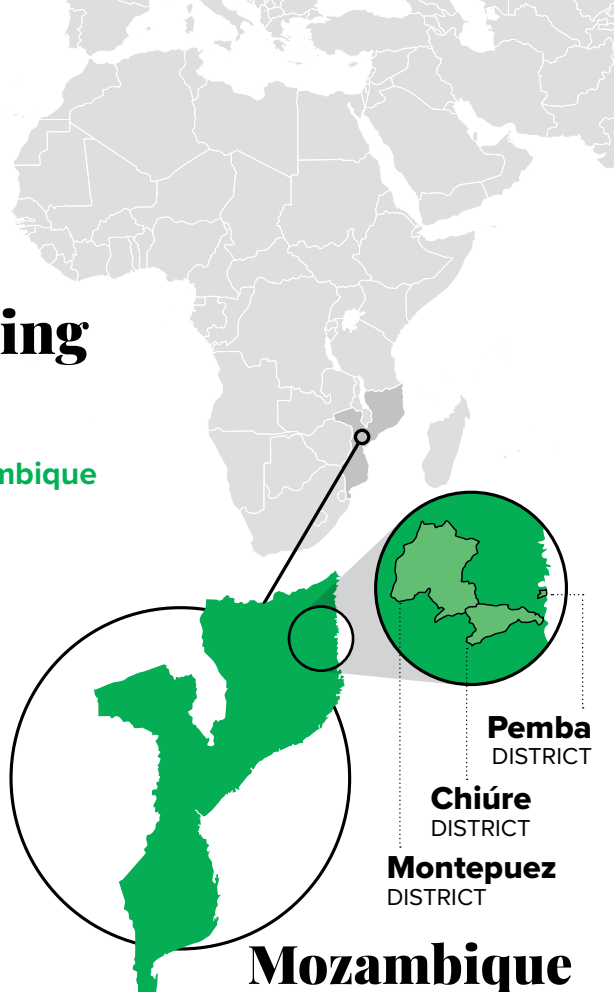 ing
mbique
Pemba
DISTRICT
Chiúre
DISTRICT
Montepuez
DISTRICT
Mozambique